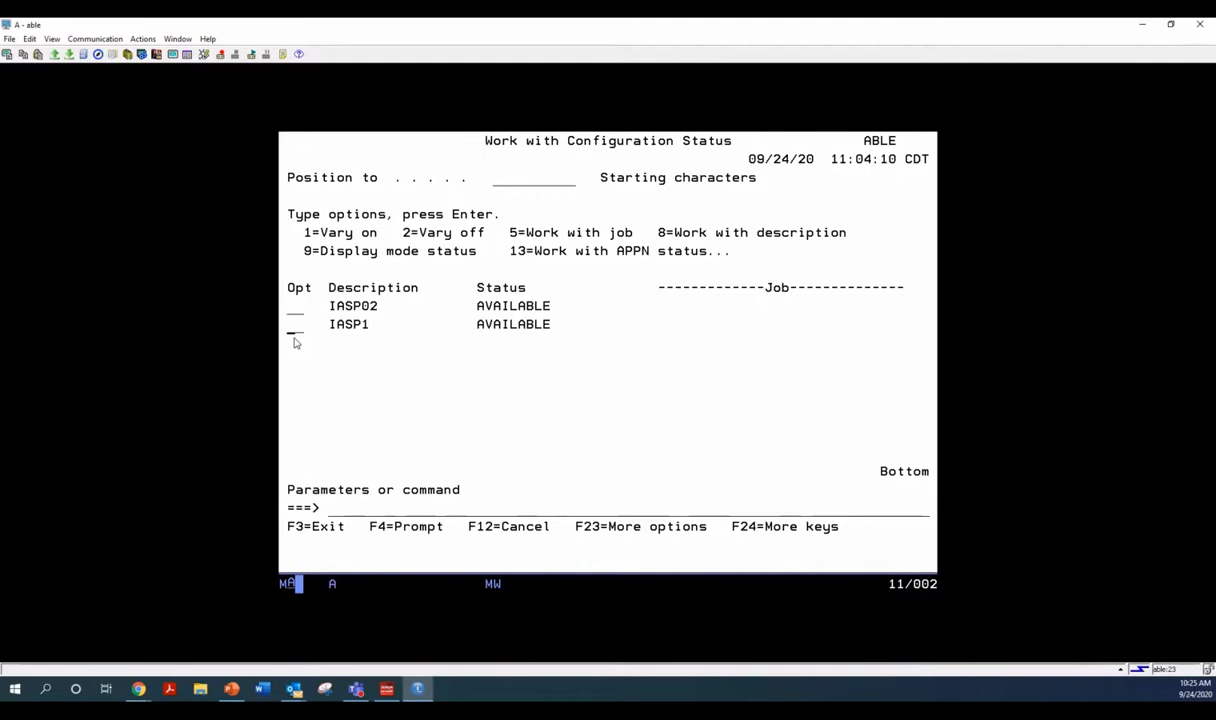 A - able
File Edit View Communication Actions Window Help
Work with Configuration Status ABLE
09/24/20 11:04:10 CDT
Position to . . . . . Starting characters
Type options, press Enter.
1=Vary on 2=Vary off 5=Work with job 8=Work with description
9=Display mode status 13=Work with APPN status...
Opt Description Status -------------Job--------------
IASP02 AVAILABLE
IASP1 AVAILABLE
Bottom
Parameters or command
===>
F3=Exit F4=Prompt F12=Cancel F23=More options F24=More keys
MA A MW 11/002
able:23
10:25 AM
9/24/2020